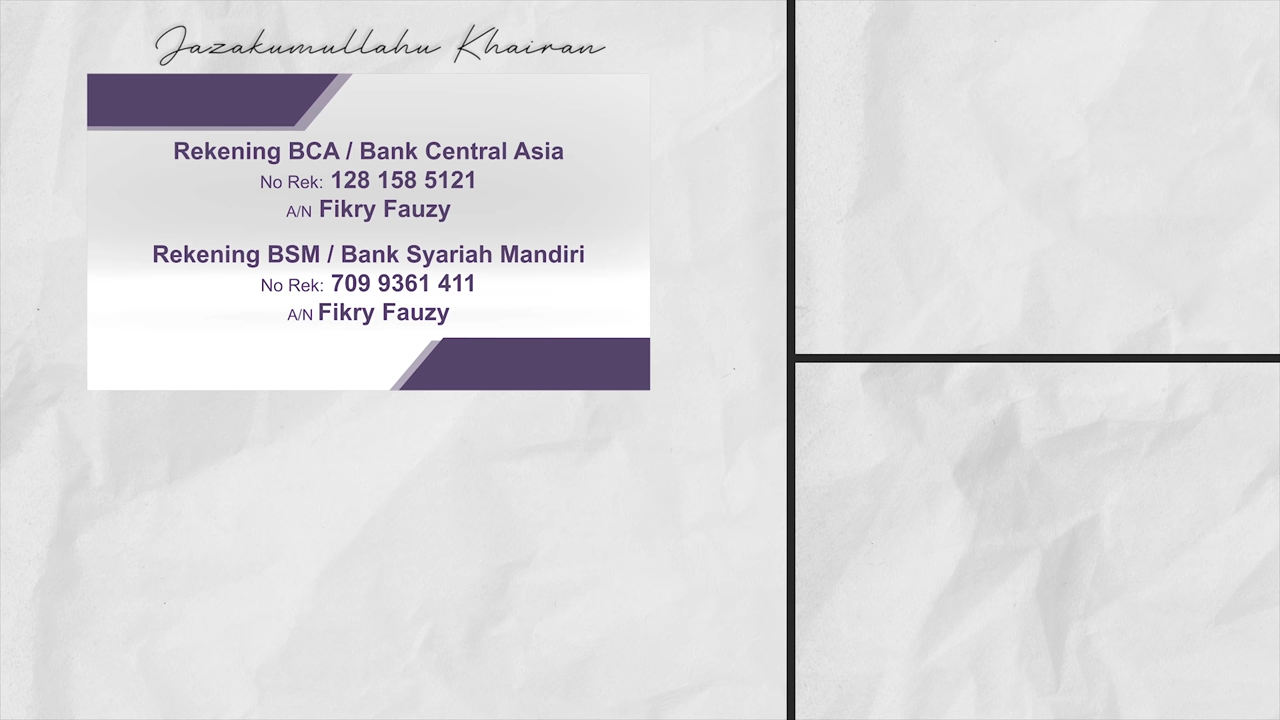 Jazakumullahu Khairan
Rekening BCA / Bank Central Asia
No Rek: 128 158 5121
A/N Fikry Fauzy
Rekening BSM / Bank Syariah Mandiri
No Rek: 709 9361 411
A/N Fikry Fauzy